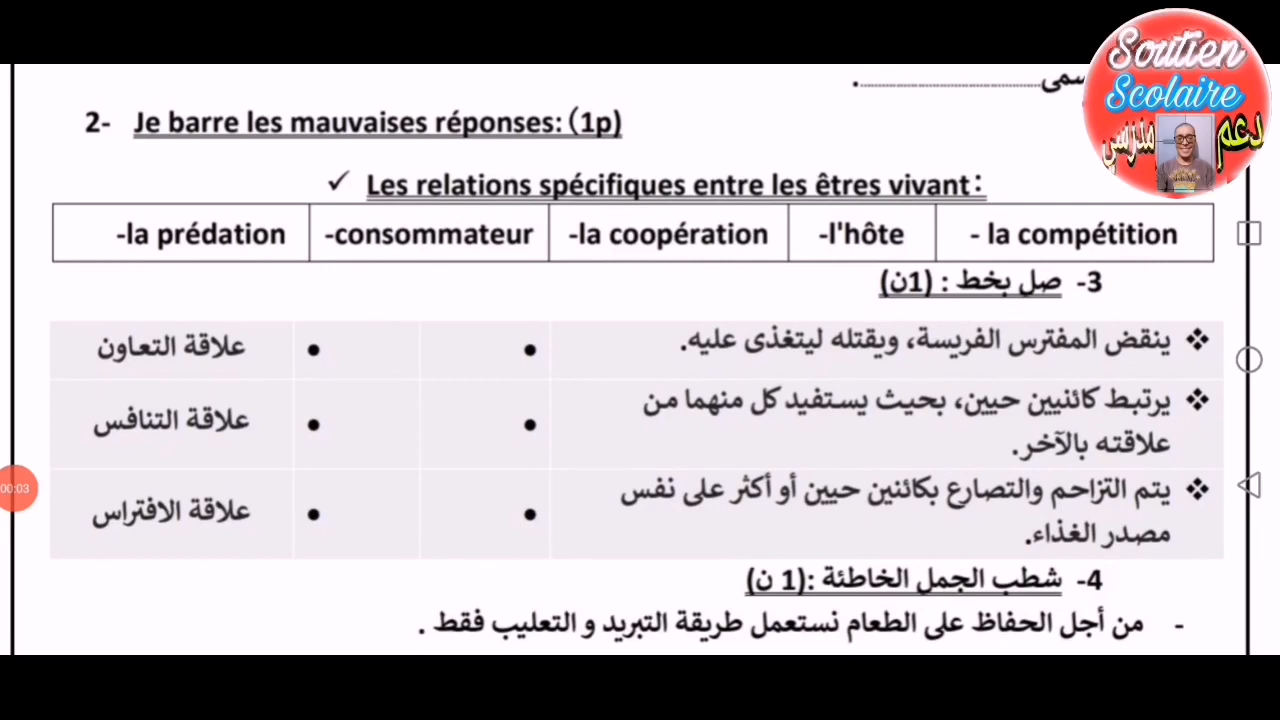 Soutien
Scolaire
دعم مدرسي
سمى.............................................
2- Je barre les mauvaises réponses: (1p)
✓ Les relations spécifiques entre les êtres vivant:
-la prédation -consommateur -la coopération -l'hôte - la compétition
3- صل بخط : (1ن)
❖ ينقض المفترس الفريسة، ويقتله ليتغذى عليه. • • علاقة التعاون
❖ يرتبط كائنيين حيين، بحيث يستفيد كل منهما من
علاقته بالآخر. • • علاقة التنافس
❖ يتم التزاحم والتصارع بكائنين حيين أو أكثر على نفس
مصدر الغذاء. • • علاقة الافتراس
4- شطب الجمل الخاطئة :(1 ن)
- من أجل الحفاظ على الطعام نستعمل طريقة التبريد و التعليب فقط .
00:03